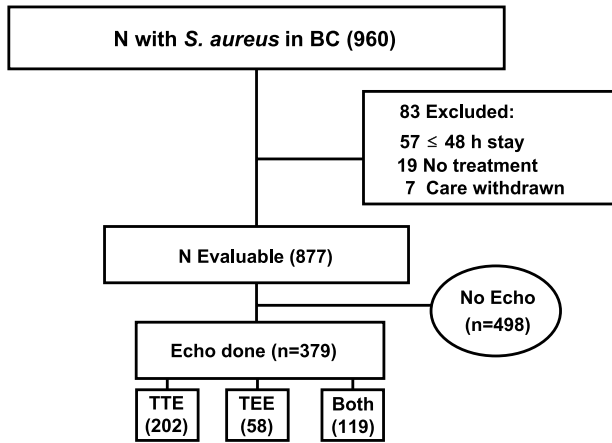 N with S. aureus in BC (960)
83 Excluded:
57 ≤ 48 h stay
19 No treatment
7 Care withdrawn
N Evaluable (877)
No Echo
(n=498)
Echo done (n=379)
TTE
(202)
TEE
(58)
Both
(119)